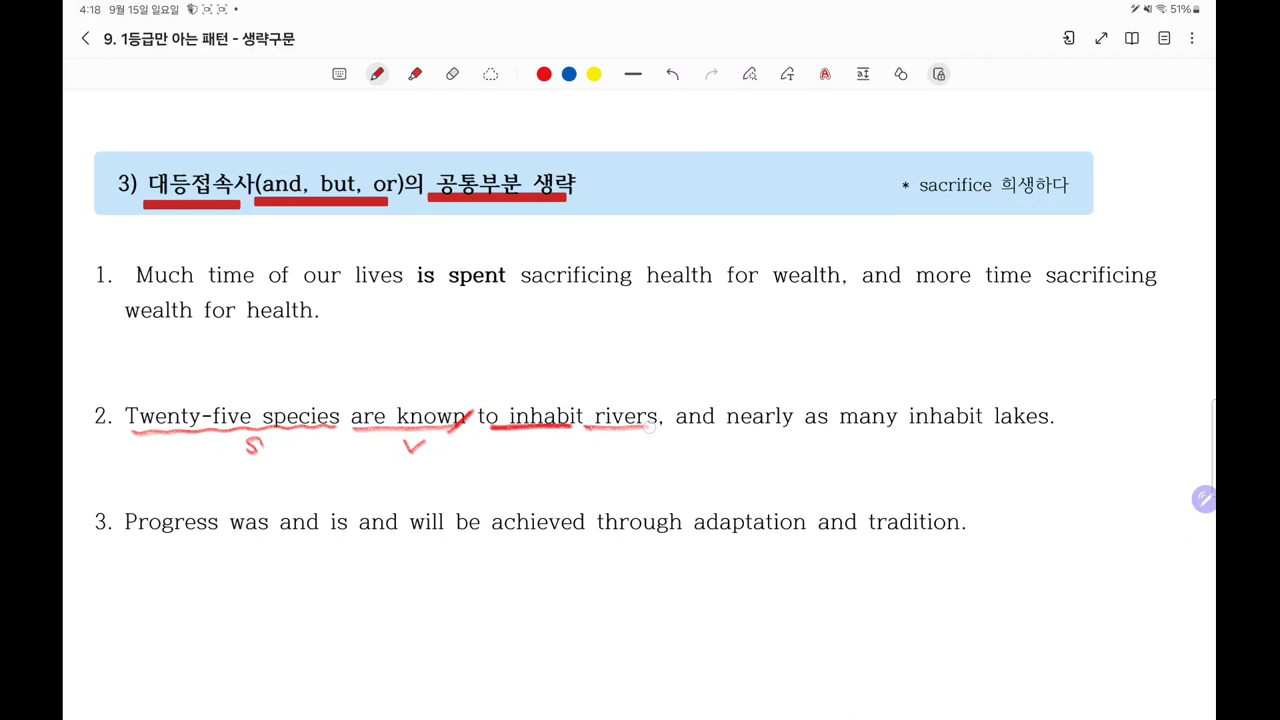 4:18 9월 15일 일요일 51%
9. 1등급만 아는 패턴 - 생략구문
3) 대등접속사(and, but, or)의 공통부분 생략 * sacrifice 희생하다
1. Much time of our lives is spent sacrificing health for wealth, and more time sacrificing
wealth for health.
2. Twenty-five species are known to inhabit rivers, and nearly as many inhabit lakes.
S V
3. Progress was and is and will be achieved through adaptation and tradition.